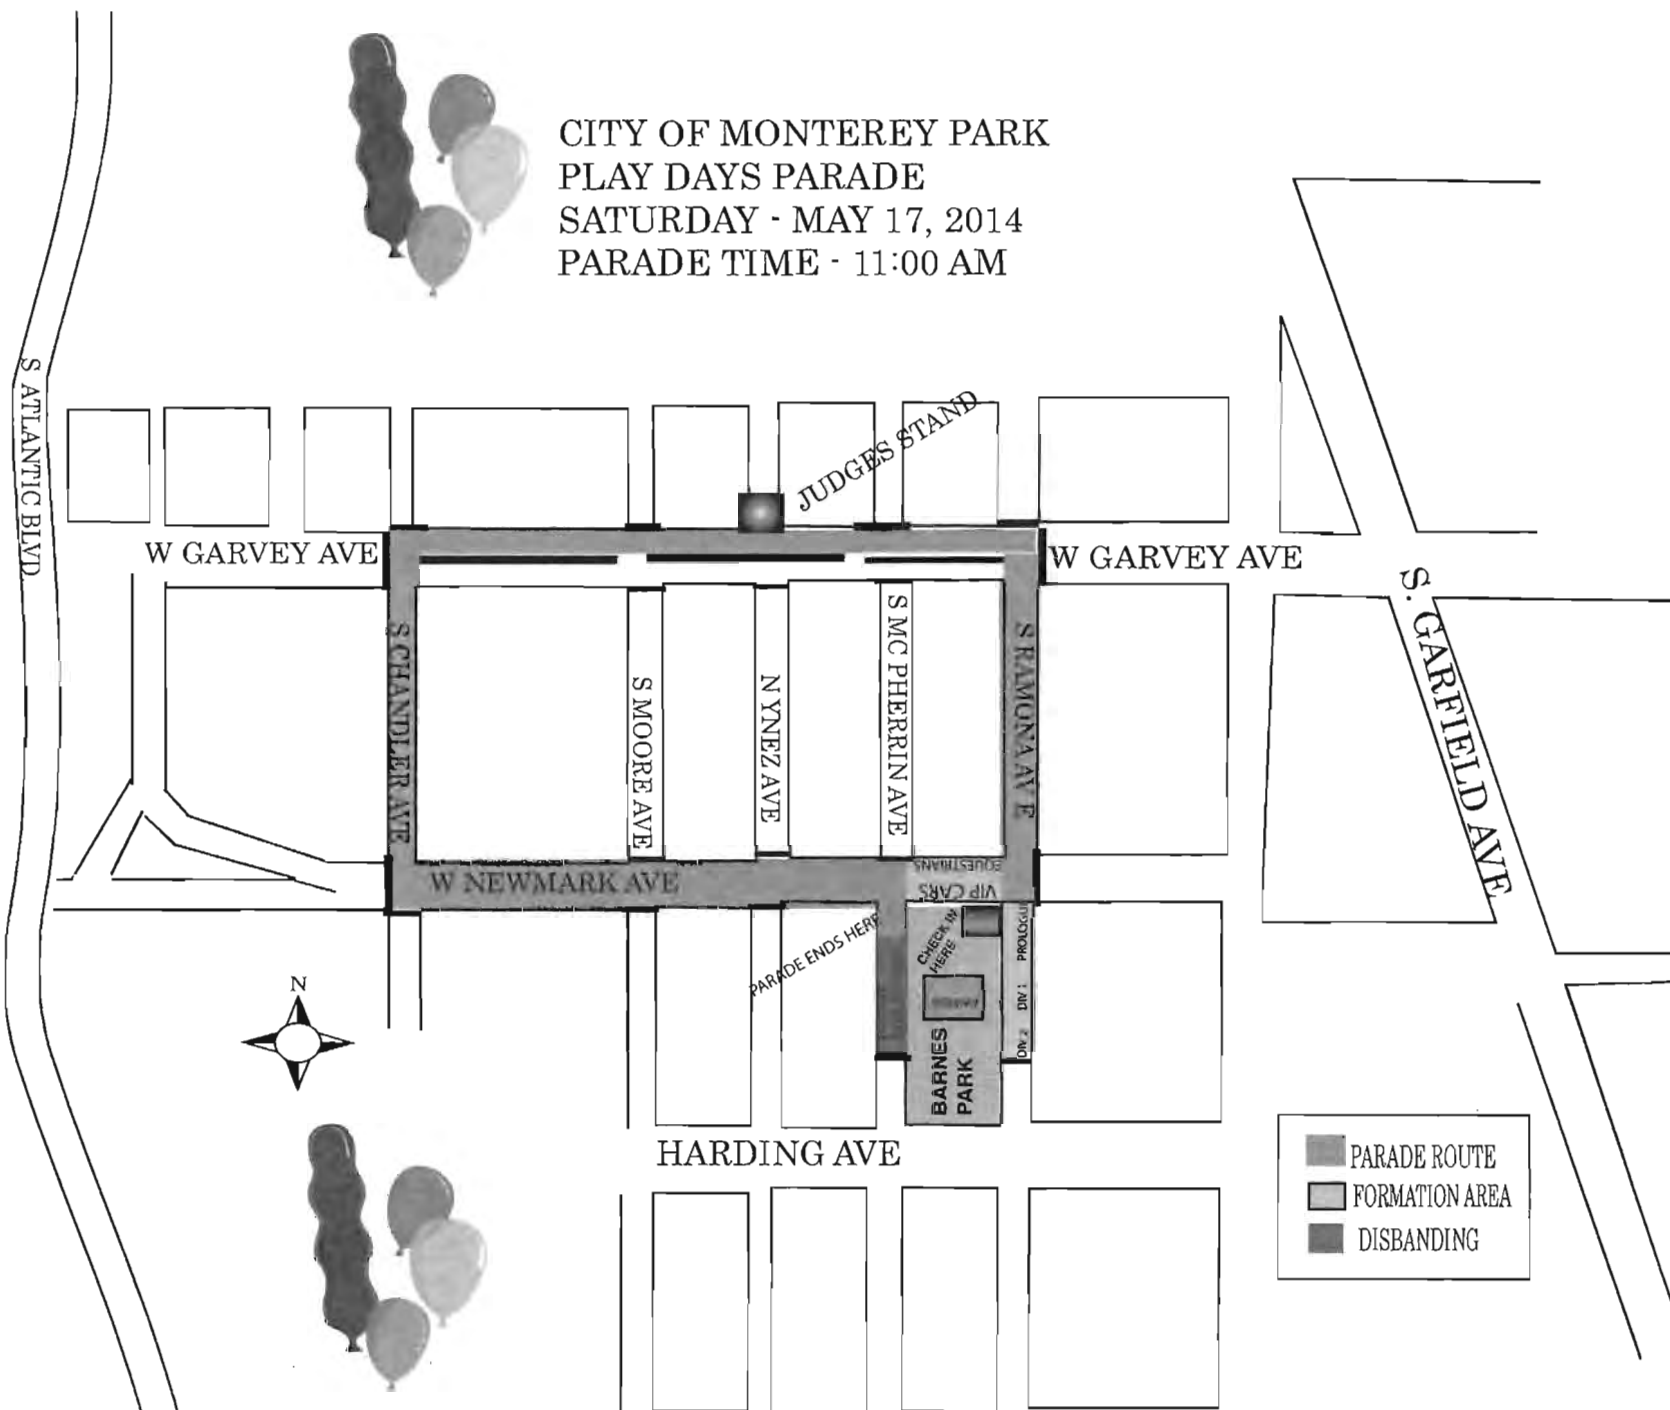 CITY OF MONTEREY PARK
PLAY DAYS PARADE
SATURDAY - MAY 17, 2014
PARADE TIME - 11:00 AM
S ATLANTIC BLVD.
JUDGES STAND
W GARVEY AVE
W GARVEY AVE
S. GARFIELD AVE
S CHANDLER AVE
S MOORE AVE
N YNEZ AVE
S MC PHERRIN AVE
S RAMONA AV E
W NEWMARK AVE
EQUESTRIANS
VIP CARS
PARADE ENDS HERE
CHECK IN
HERE
PROLOGUE
DIV 1
DIV 2
BARNES
PARK
N
HARDING AVE
PARADE ROUTE
FORMATION AREA
DISBANDING